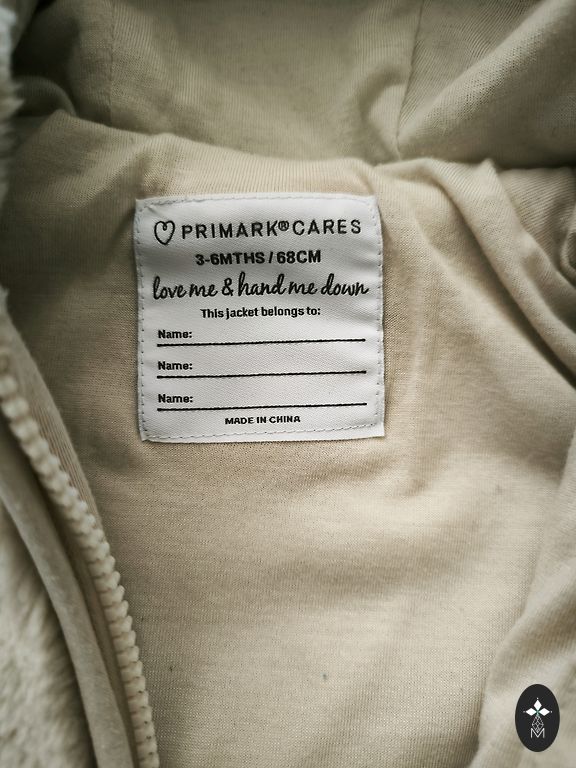 PRIMARK®CARES
3-6MTHS / 68CM
love me & hand me down
This jacket belongs to:
Name:
Name:
Name:
MADE IN CHINA
M